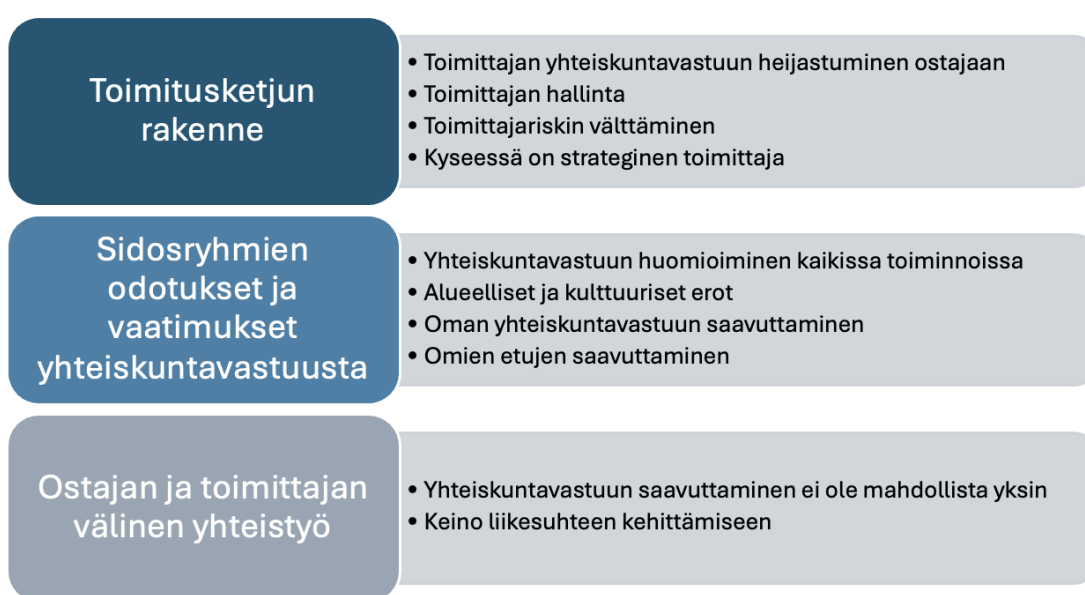 Toimitusketjun
rakenne
• Toimittajan yhteiskuntavastuun heijastuminen ostajaan
• Toimittajan hallinta
• Toimittajariskin välttäminen
• Kyseessä on strateginen toimittaja
Sidosryhmien
odotukset ja
vaatimukset
yhteiskuntavastuusta
• Yhteiskuntavastuun huomioiminen kaikissa toiminnoissa
• Alueelliset ja kulttuuriset erot
• Oman yhteiskuntavastuun saavuttaminen
• Omien etujen saavuttaminen
Ostajan ja toimittajan
välinen yhteistyö
• Yhteiskuntavastuun saavuttaminen ei ole mahdollista yksin
• Keino liikesuhteen kehittämiseen